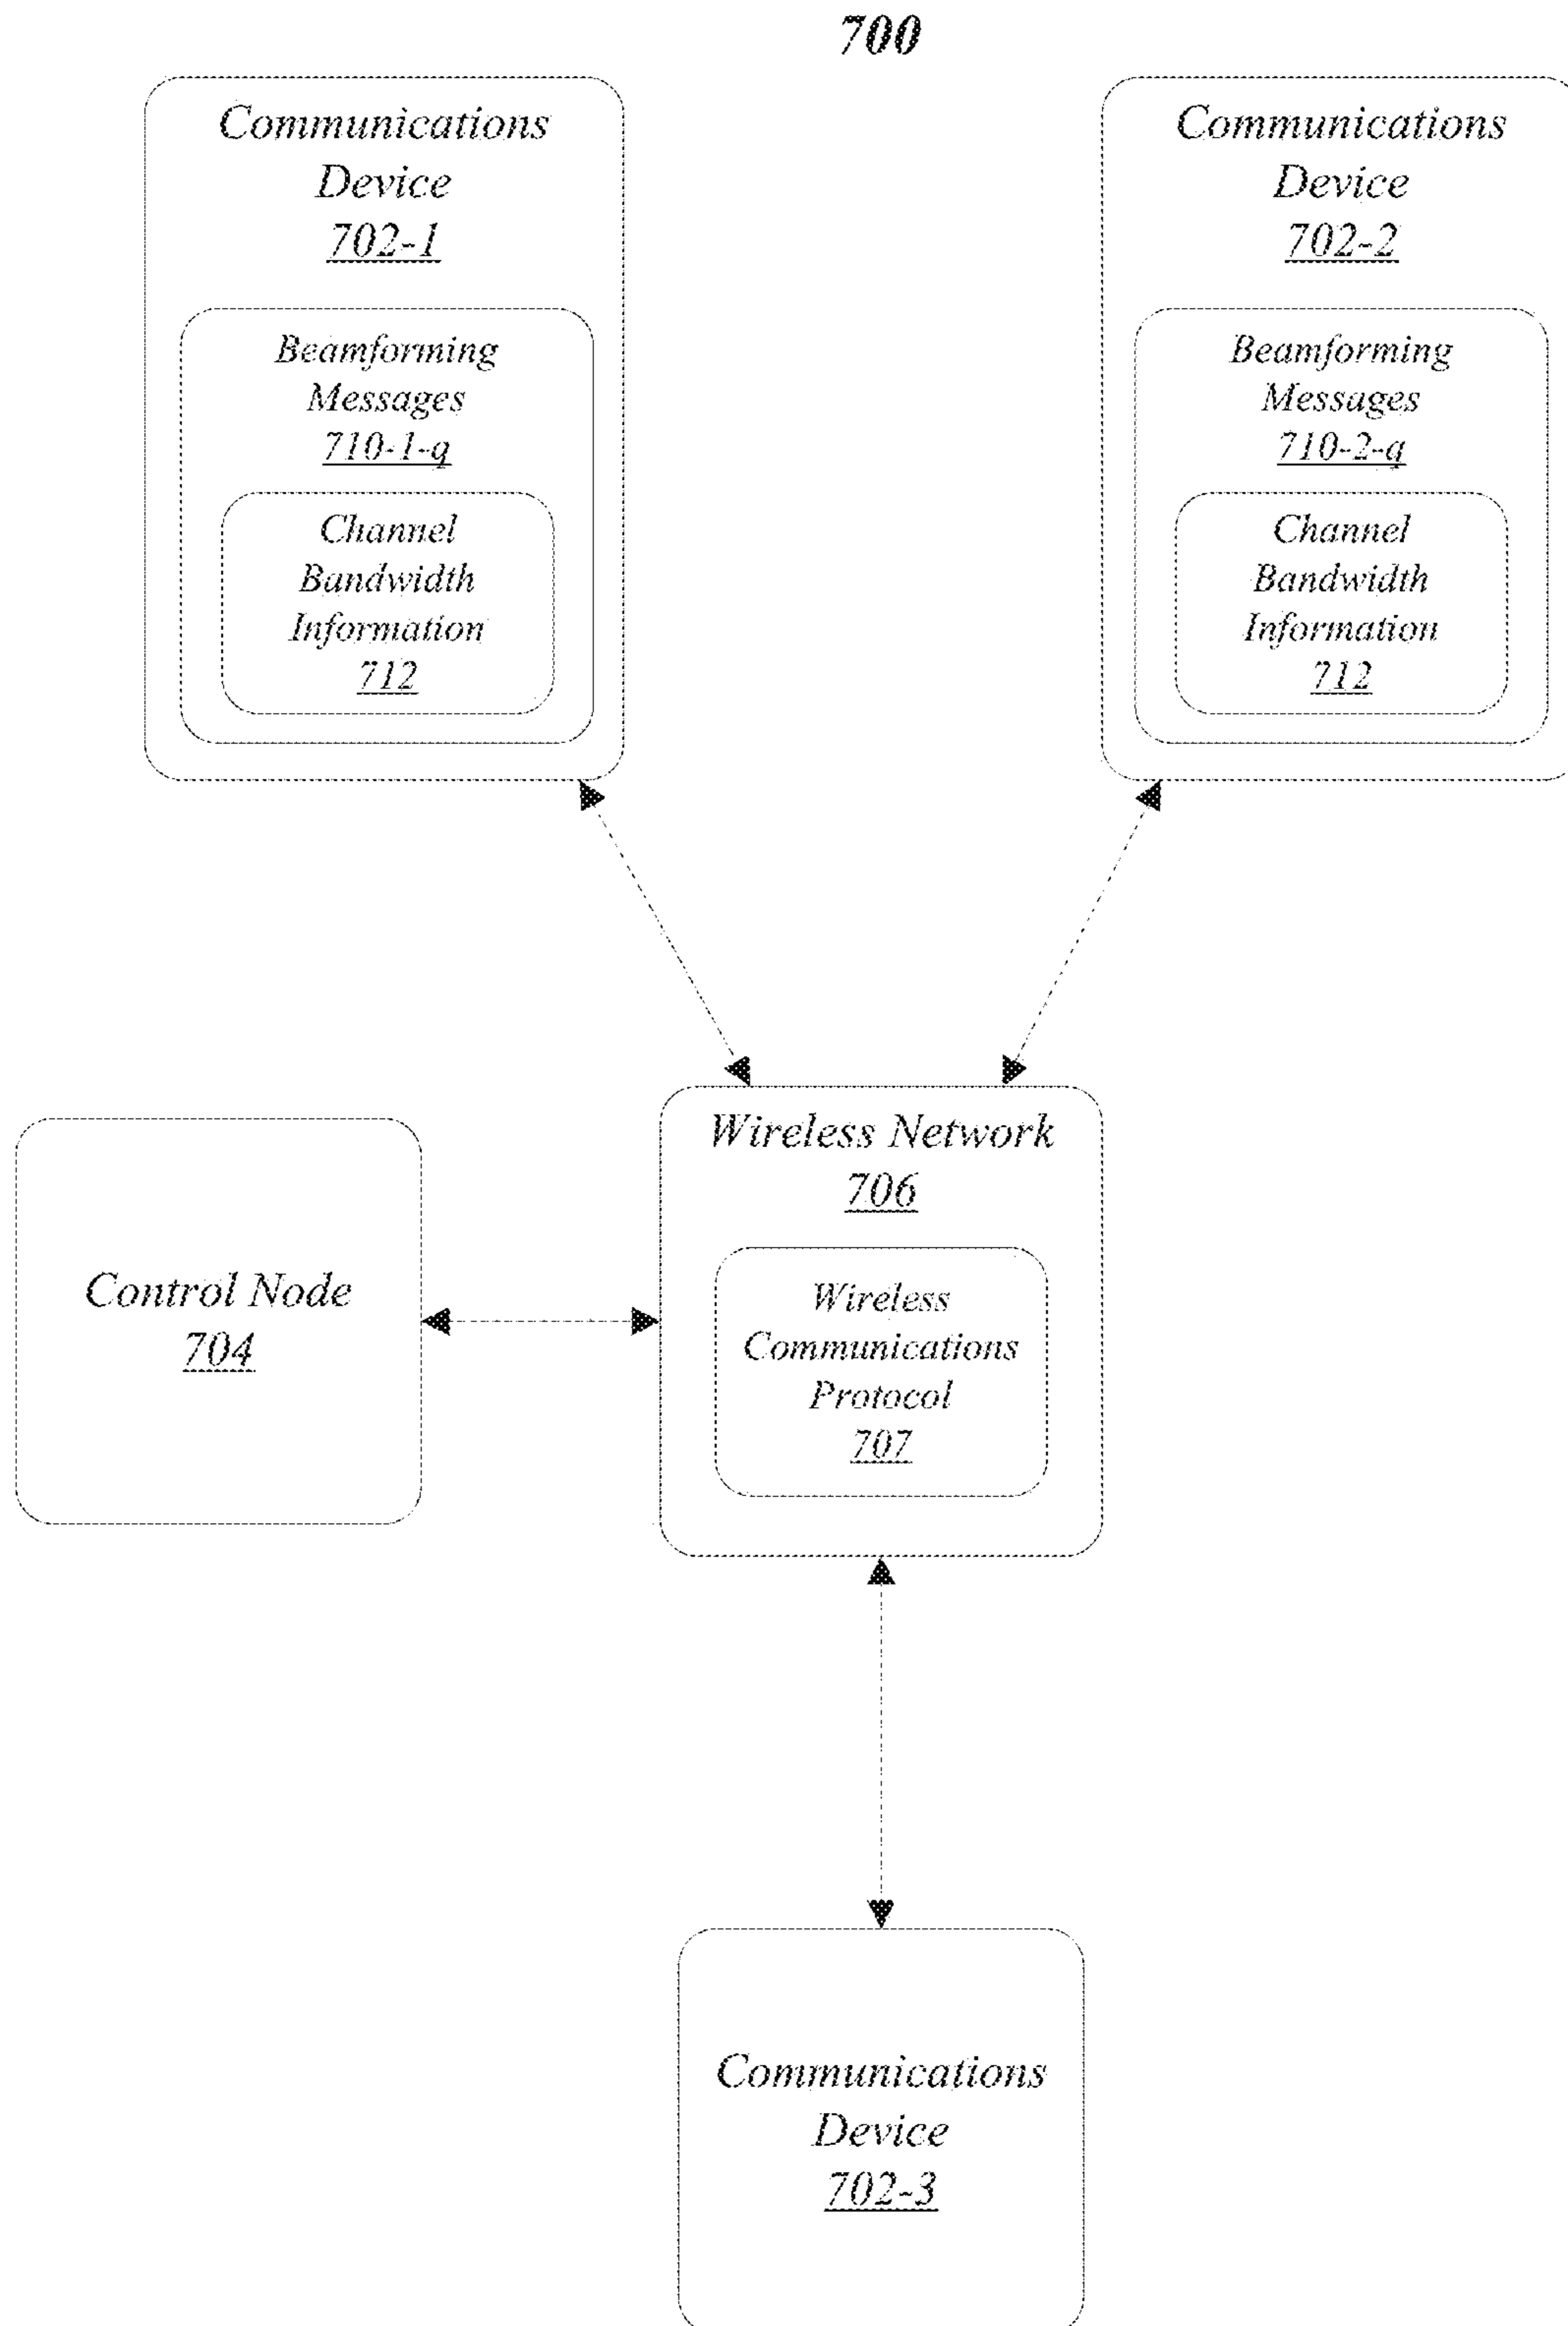 700
Communications
Device
702-1
Beamforming
Messages
710-1-q
Channel
Bandwidth
Information
712
Communications
Device
702-2
Beamforming
Messages
710-2-q
Channel
Bandwidth
Information
712
Control Node
704
Wireless Network
706
Wireless
Communications
Protocol
707
Communications
Device
702-3